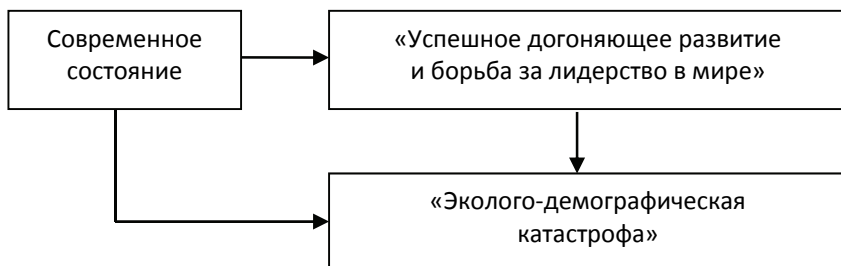 Современное
состояние
«Успешное догоняющее развитие
и борьба за лидерство в мире»
«Эколого-демографическая
катастрофа»